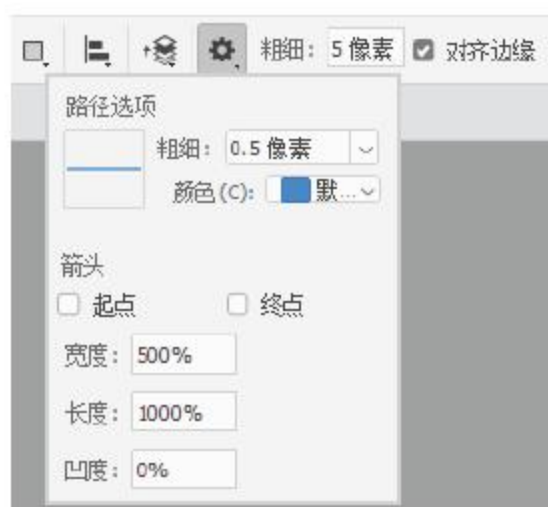 粗细： 5 像素 对齐边缘
路径选项
粗细： 0.5 像素
颜色(C)： 默...
箭头
起点 终点
宽度： 500%
长度： 1000%
凹度： 0%